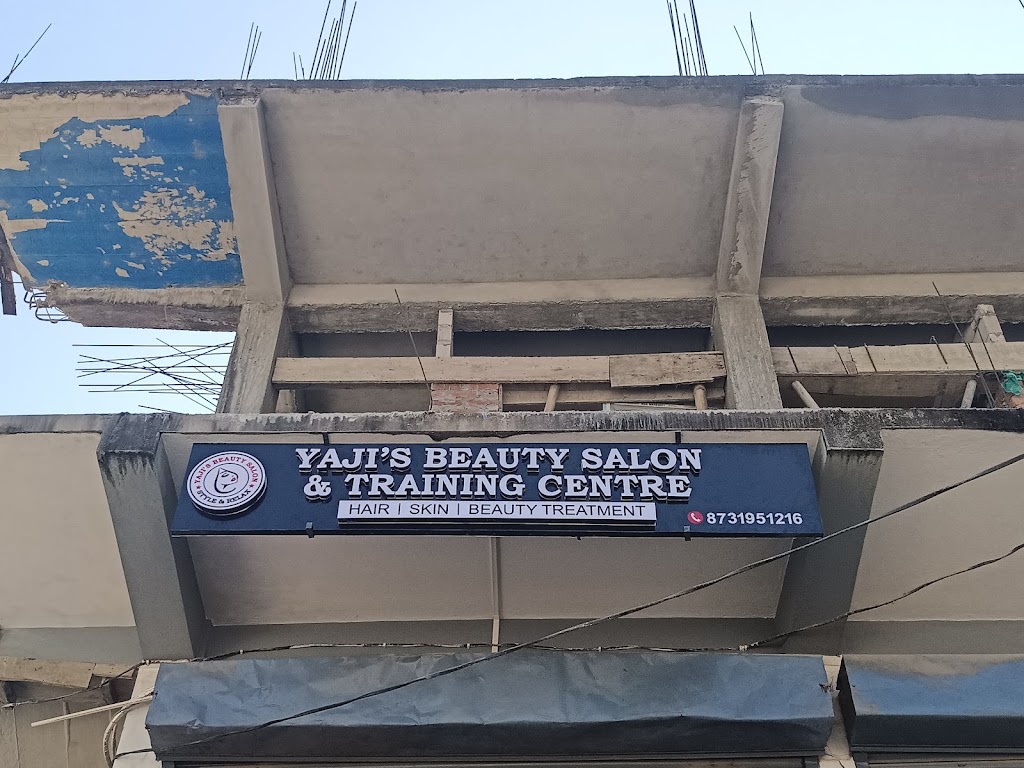 YAJI'S BEAUTY SALON
STYLE & RELAX
YAJI'S BEAUTY SALON
& TRAINING CENTRE
HAIR | SKIN | BEAUTY TREATMENT
8731951216